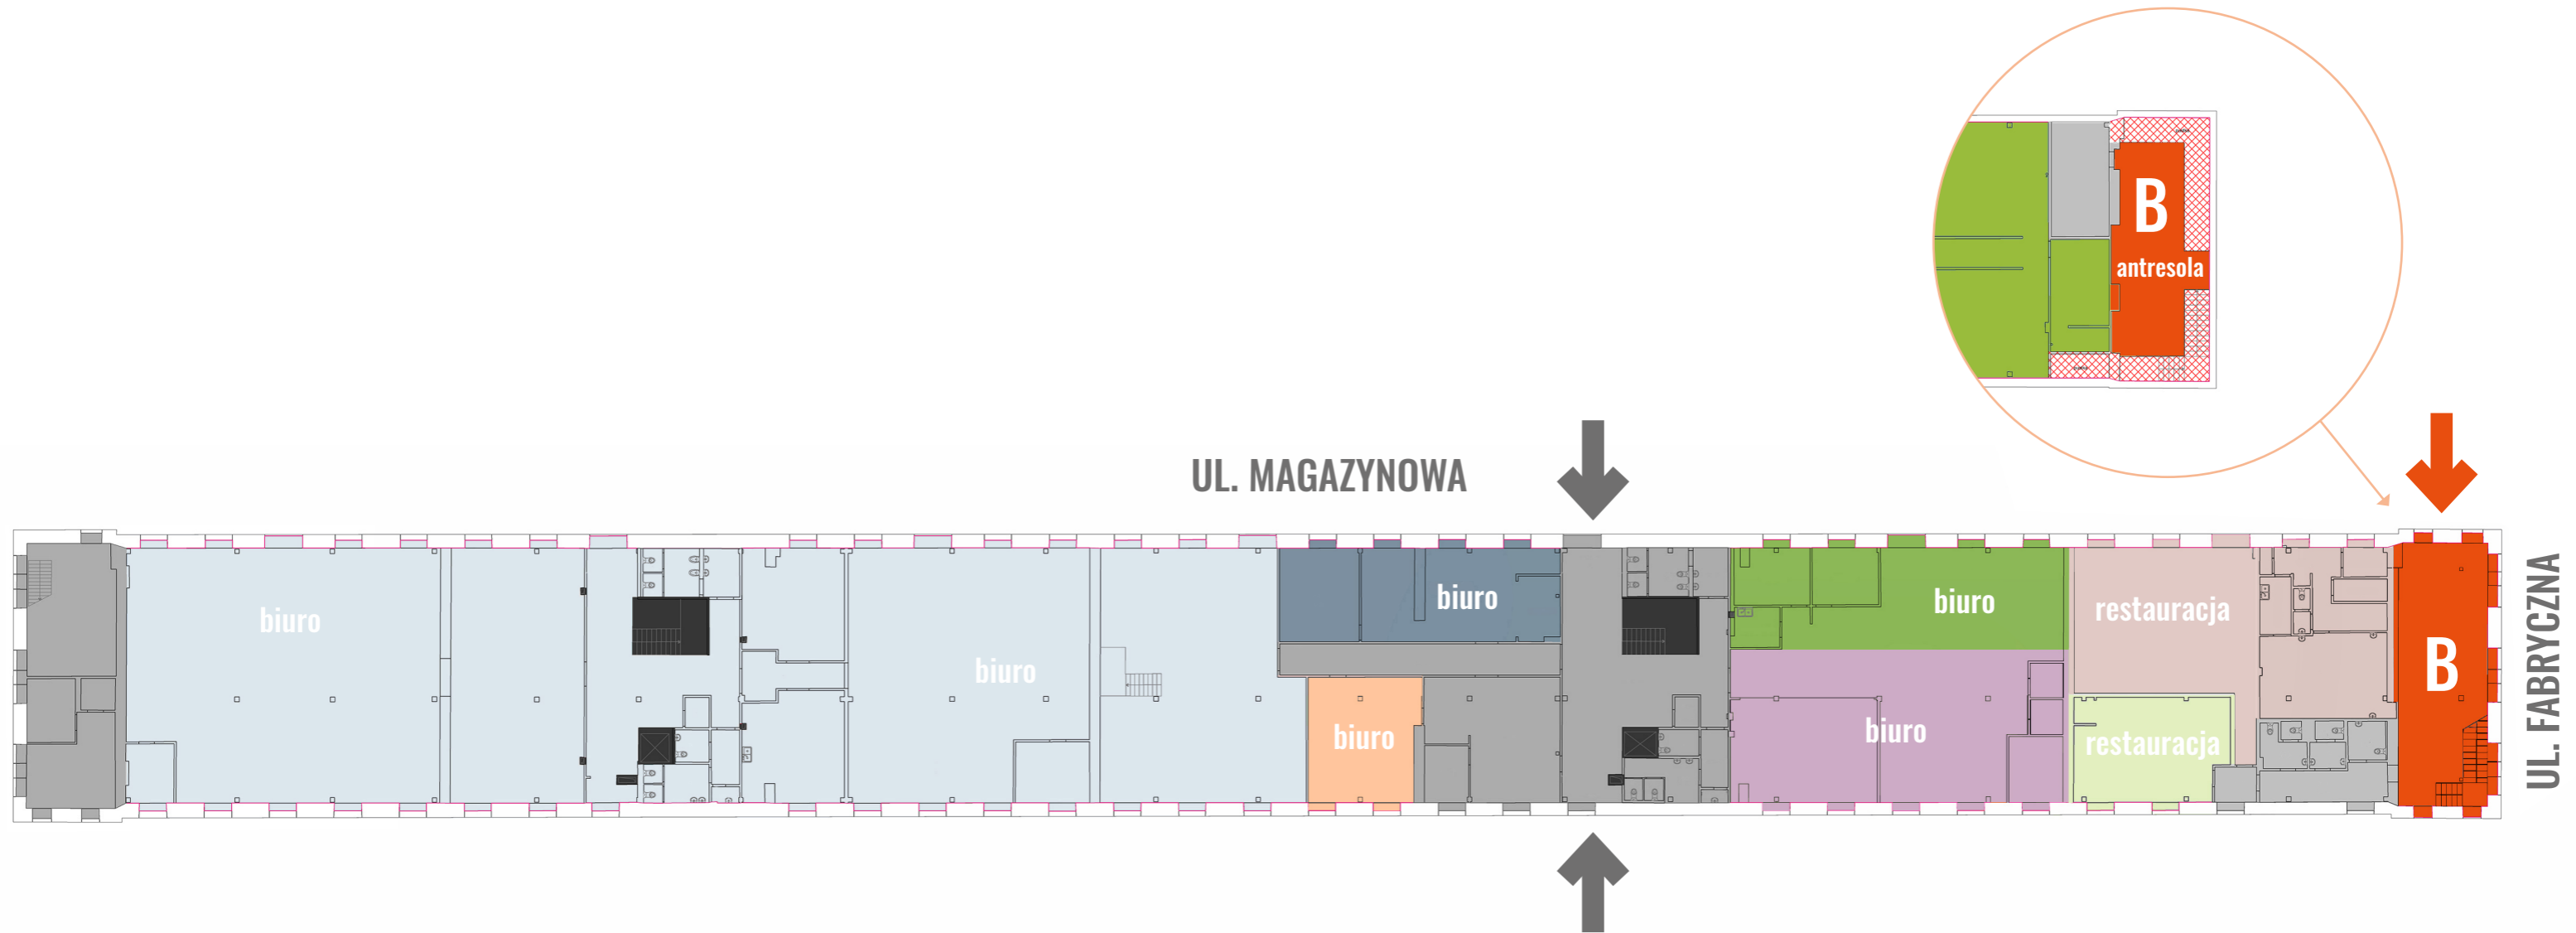 B
antresola
UL. MAGAZYNOWA
biuro
biuro
biuro
biuro
biuro
biuro
restauracja
restauracja
B
UL. FABRYCZNA